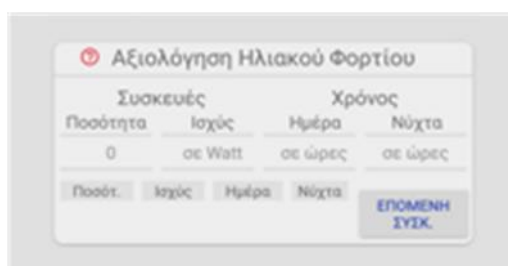 Αξιολόγηση Ηλιακού Φορτίου
Συσκευές Χρόνος
Ποσότητα Ισχύς Ημέρα Νύχτα
0 σε Watt σε ώρες σε ώρες
Ποσότ. Ισχύς Ημέρα Νύχτα
ΕΠΟΜΕΝΗ
ΣΥΣΚ.